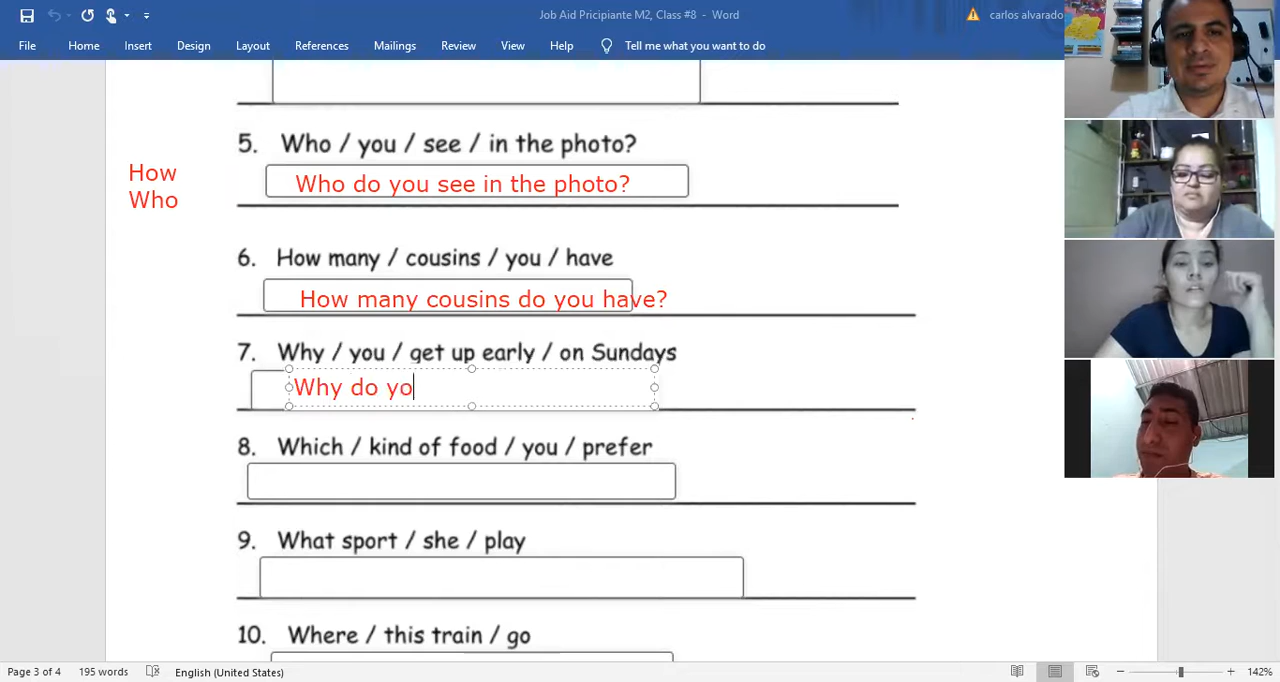 Job Aid Pricipiante M2, Class #8 - Word
carlos alvarado
File Home Insert Design Layout References Mailings Review View Help Tell me what you want to do
5. Who / you / see / in the photo?
How
Who do you see in the photo?
Who
6. How many / cousins / you / have
How many cousins do you have?
7. Why / you / get up early / on Sundays
Why do yo
8. Which / kind of food / you / prefer
9. What sport / she / play
10. Where / this train / go
Page 3 of 4 195 words English (United States) 142%